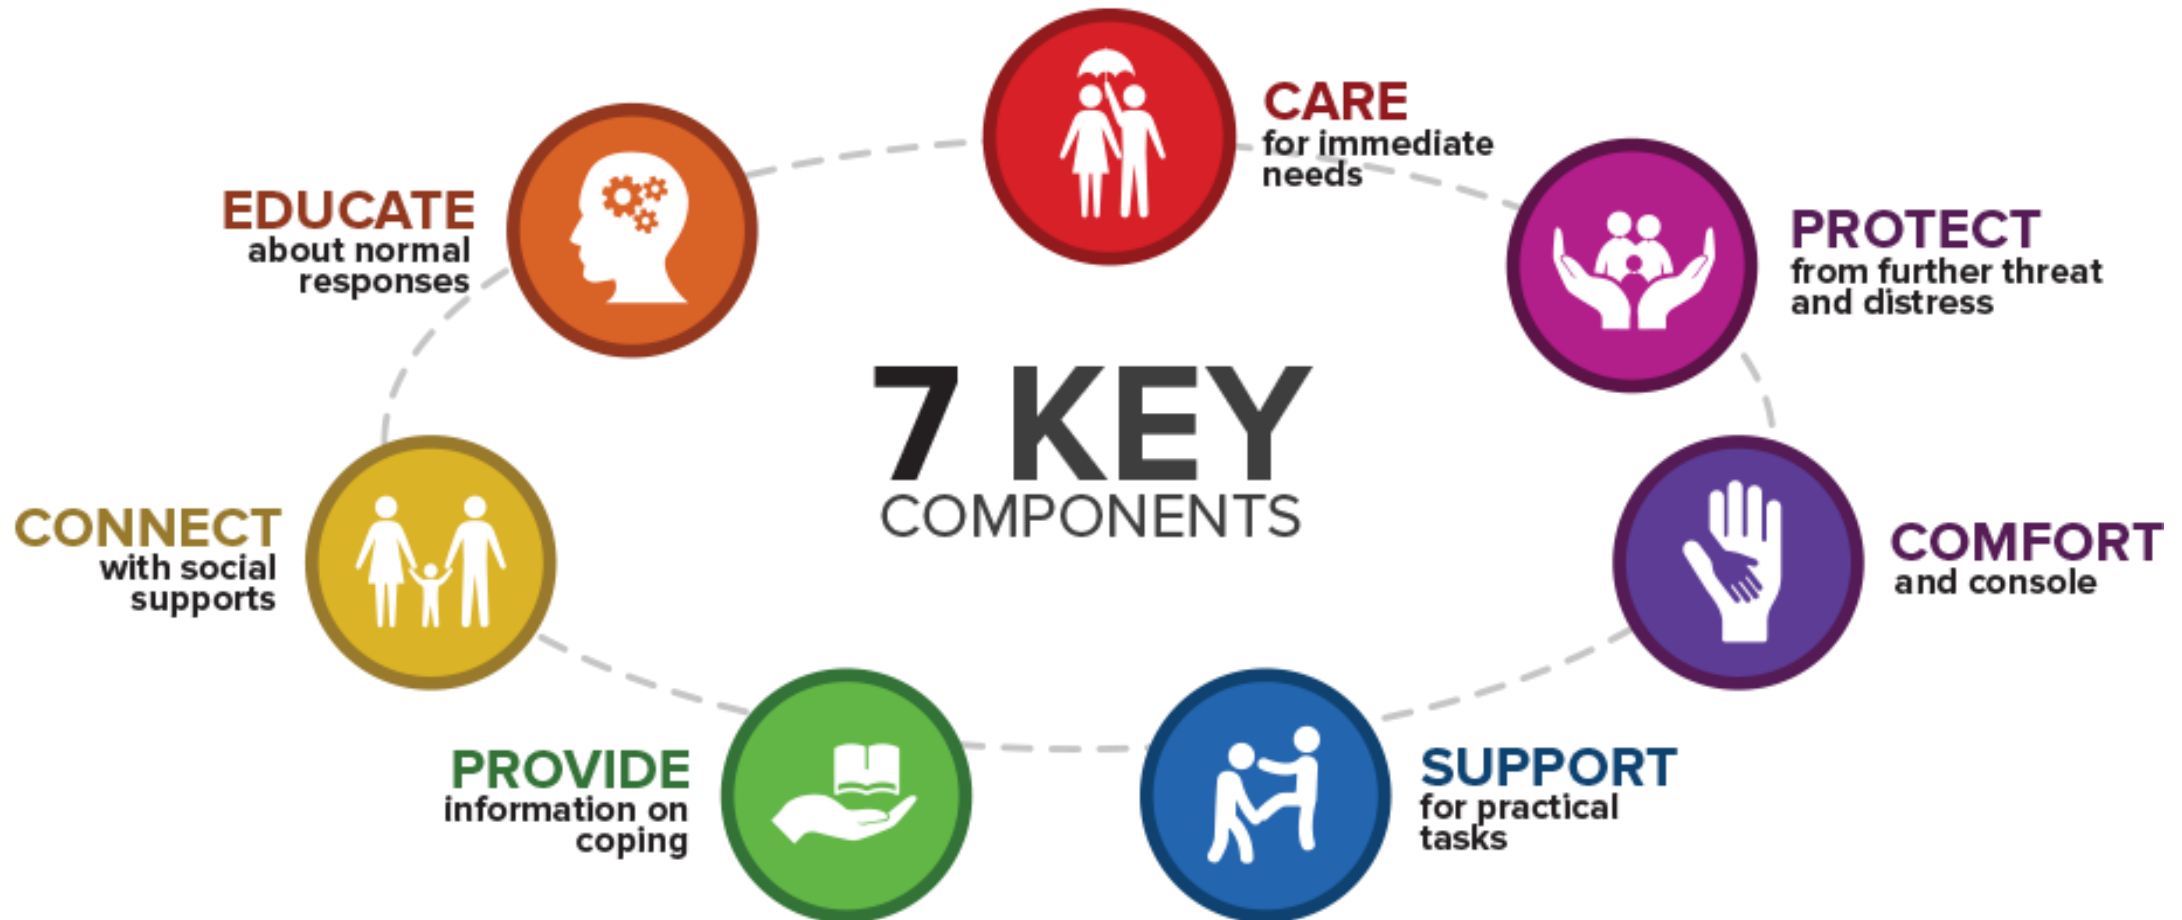 7 KEY
COMPONENTS
CARE
for immediate
needs
PROTECT
from further threat
and distress
COMFORT
and console
SUPPORT
for practical
tasks
PROVIDE
information on
coping
CONNECT
with social
supports
EDUCATE
about normal
responses